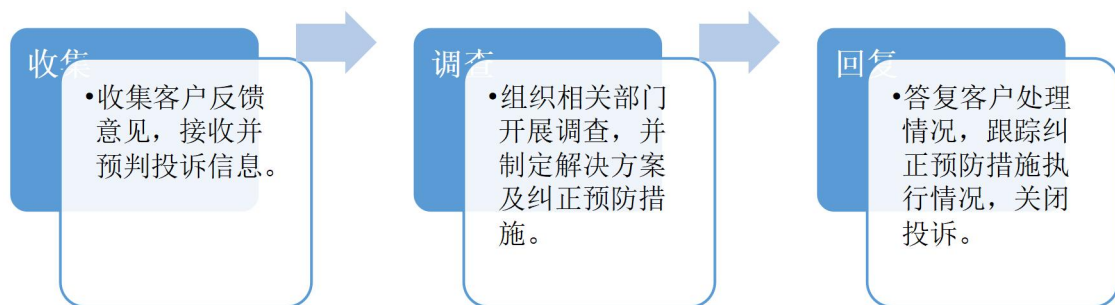 收集
•收集客户反馈
意见，接收并
预判投诉信息。
调查
•组织相关部门
开展调查，并
制定解决方案
及纠正预防措
施。
回复
•答复客户处理
情况，跟踪纠
正预防措施执
行情况，关闭
投诉。